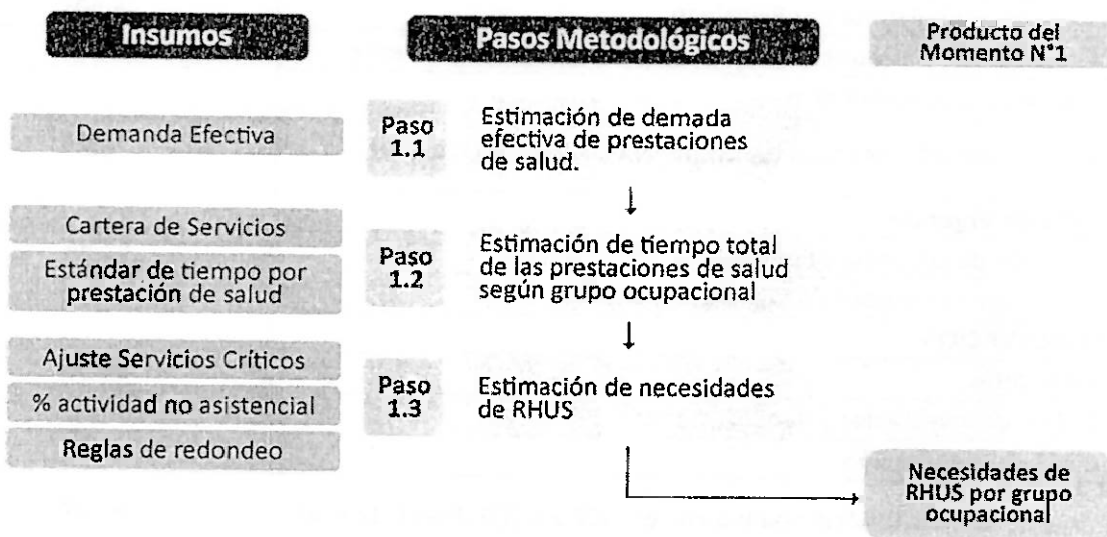 Insumos
Pasos Metodológicos
Producto del
Momento N°1
Demanda Efectiva
Paso
1.1
Estimación de demada
efectiva de prestaciones
de salud.
Cartera de Servicios
Estándar de tiempo por
prestación de salud
Paso
1.2
Estimación de tiempo total
de las prestaciones de salud
según grupo ocupacional
Ajuste Servicios Críticos
% actividad no asistencial
Reglas de redondeo
Paso
1.3
Estimación de necesidades
de RHUS
Necesidades de
RHUS por grupo
ocupacional